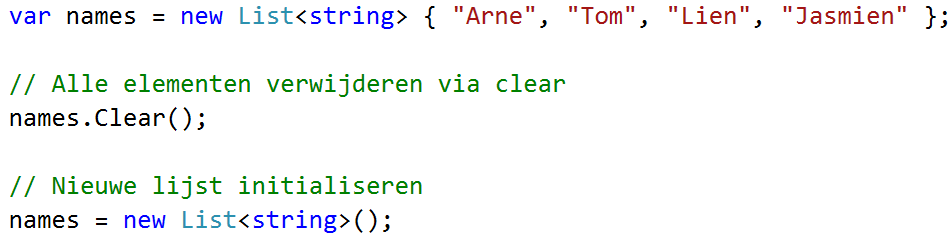 var names = new List<string> { "Arne", "Tom", "Lien", "Jasmien" };
// Alle elementen verwijderen via clear
names.Clear();
// Nieuwe lijst initialiseren
names = new List<string>();